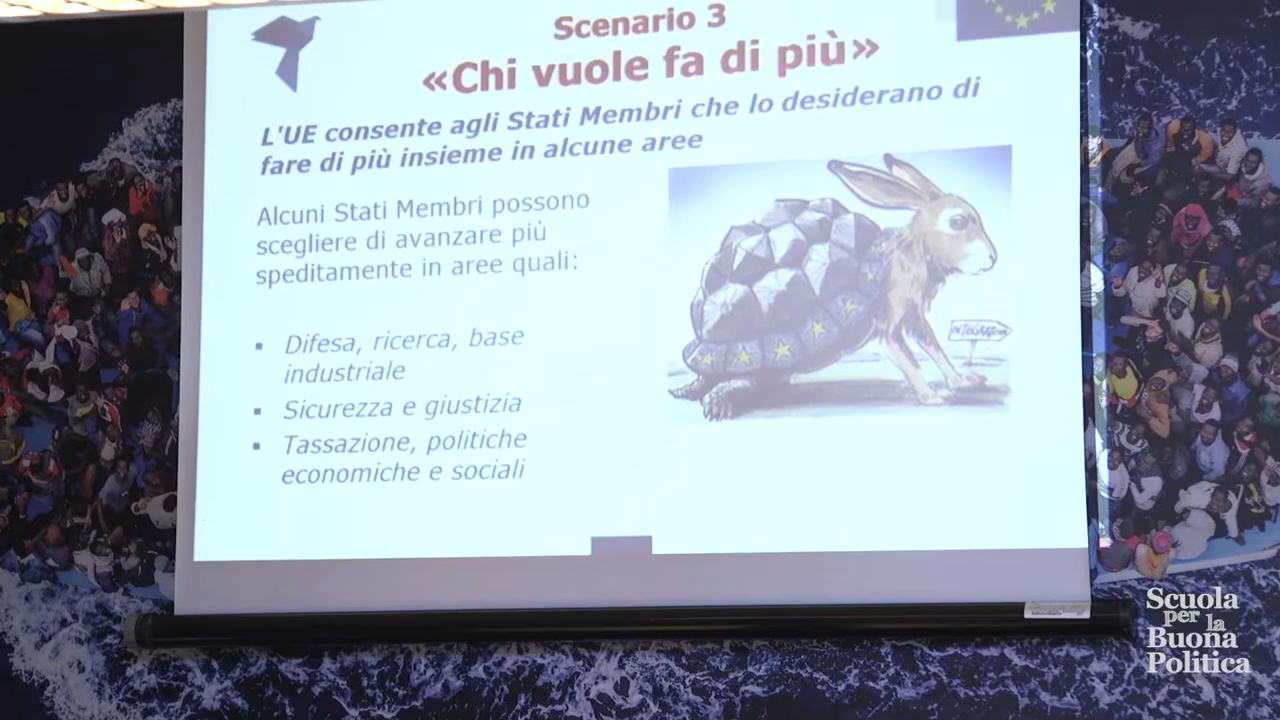 Scenario 3
«Chi vuole fa di più»
L'UE consente agli Stati Membri che lo desiderano di
fare di più insieme in alcune aree
Alcuni Stati Membri possono
scegliere di avanzare più
speditamente in aree quali:
▪ Difesa, ricerca, base
industriale
▪ Sicurezza e giustizia
▪ Tassazione, politiche
economiche e sociali
Scuola
per la
Buona
Politica